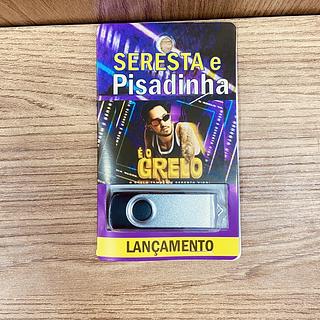 SERESTA e
Pisadinha
É O
GRELO
LANÇAMENTO